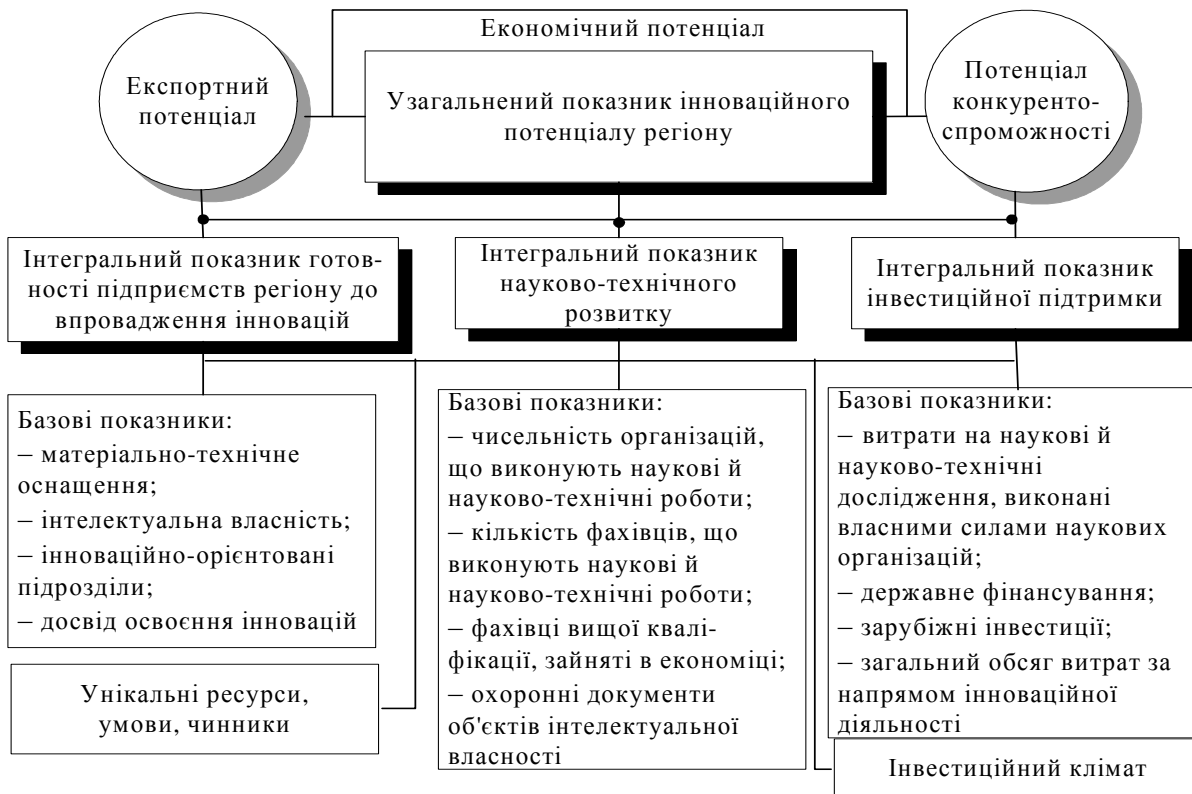 Економічний потенціал
Експортний
потенціал
Узагальнений показник інноваційного
потенціалу регіону
Потенціал
конкуренто-
спроможності
Інтегральний показник готов-
ності підприємств регіону до
впровадження інновацій
Інтегральний показник
науково-технічного
розвитку
Інтегральний показник
інвестиційної підтримки
Базові показники:
– матеріально-технічне
оснащення;
– інтелектуальна власність;
– інноваційно-орієнтовані
підрозділи;
– досвід освоєння інновацій
Унікальні ресурси,
умови, чинники
Базові показники:
– чисельність організацій,
що виконують наукові й
науково-технічні роботи;
– кількість фахівців, що
виконують наукові й
науково-технічні роботи;
– фахівці вищої квалі-
фікації, зайняті в економіці;
– охоронні документи
об'єктів інтелектуальної
власності
Базові показники:
– витрати на наукові й
науково-технічні
дослідження, виконані
власними силами наукових
організацій;
– державне фінансування;
– зарубіжні інвестиції;
– загальний обсяг витрат за
напрямом інноваційної
діяльності
Інвестиційний клімат